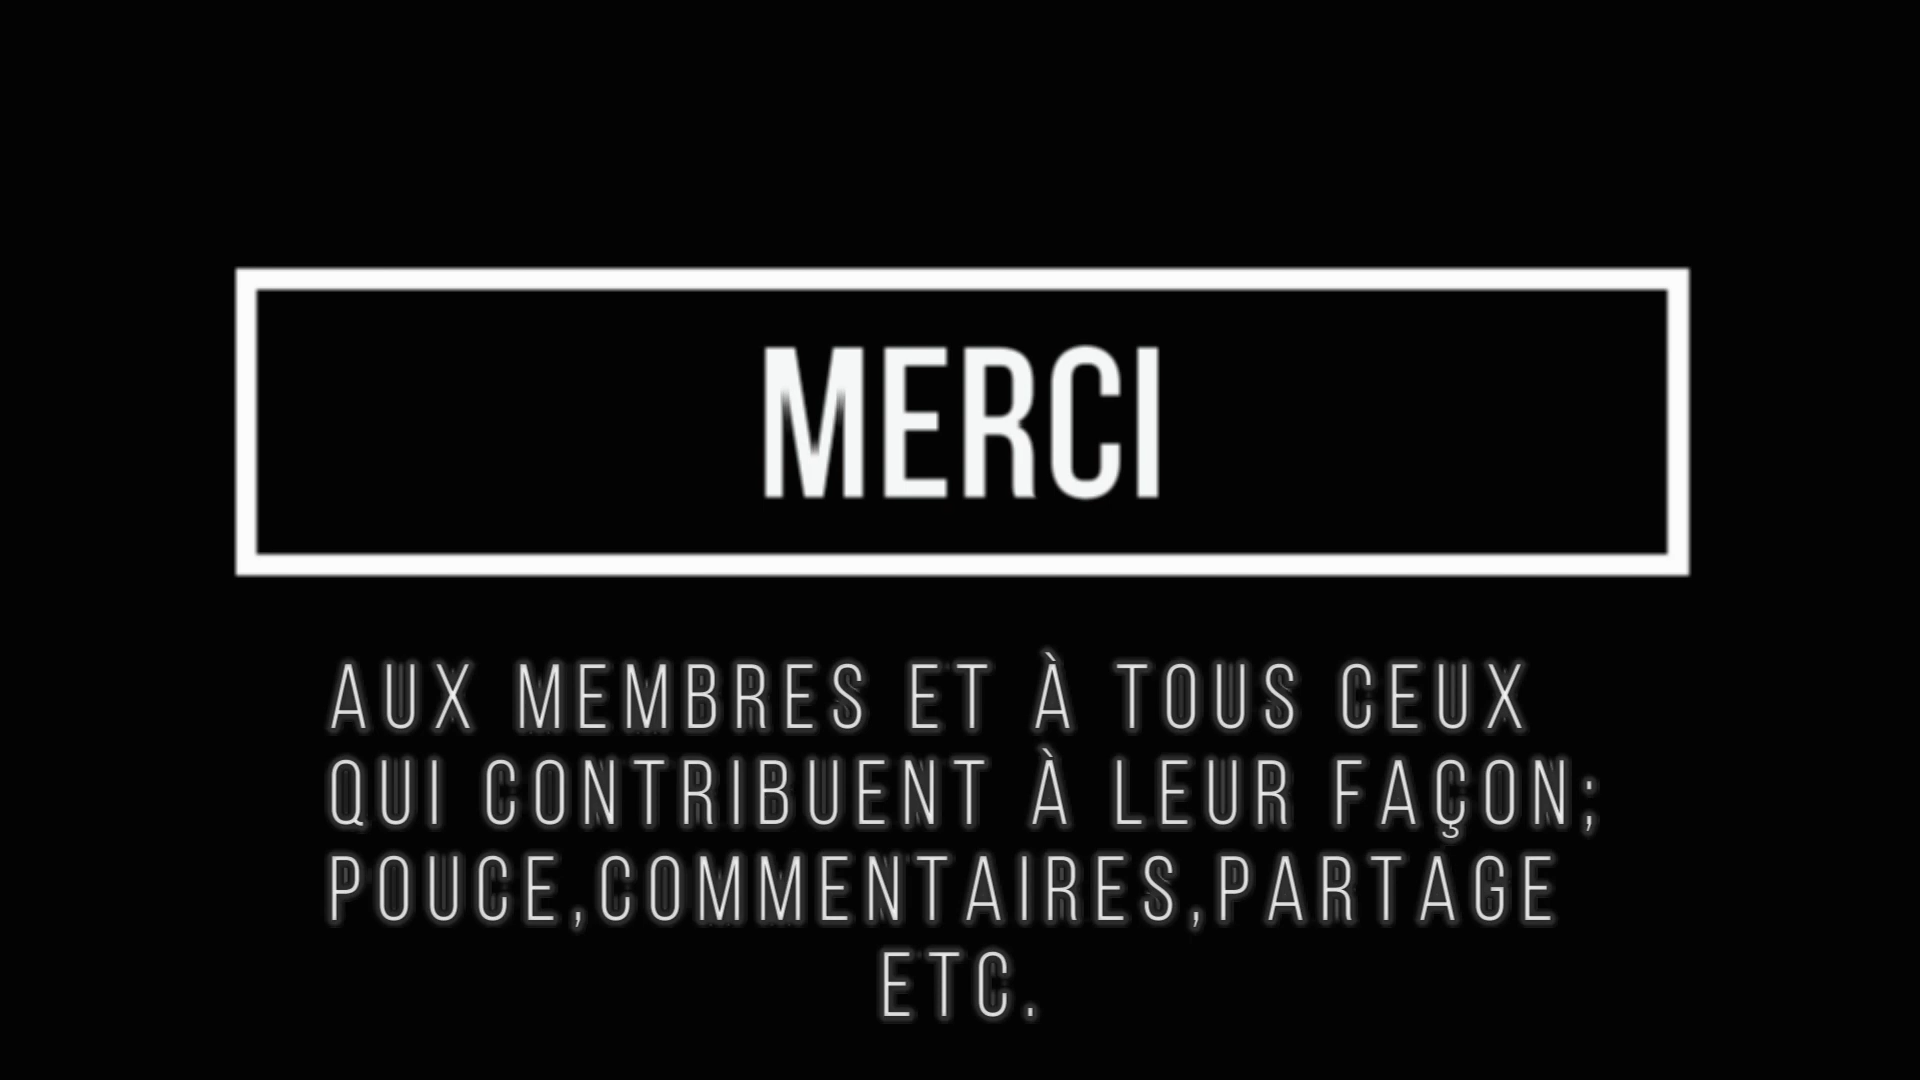 MERCI
AUX MEMBRES ET À TOUS CEUX
QUI CONTRIBUENT À LEUR FAÇON;
POUCE,COMMENTAIRES,PARTAGE
ETC.